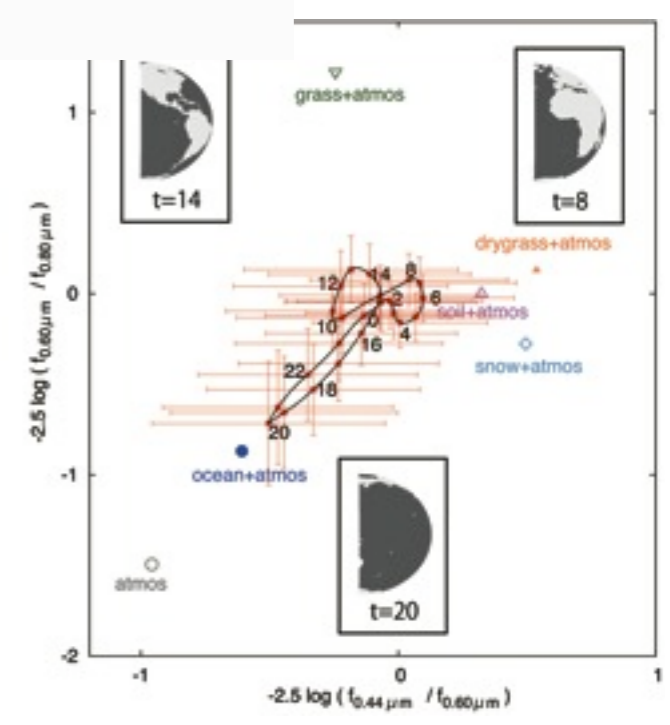 grass+atmos
1
t=14
t=8
drygrass+atmos
14
8
12
0
2
6
soil+atmos
10
0
4
16
snow+atmos
22
18
20
ocean+atmos
-1
atmos
t=20
-2
-1
0
1
-2.5 log ( f0.60μm / f0.80μm )
-2.5 log ( f0.44μm / f0.60μm )